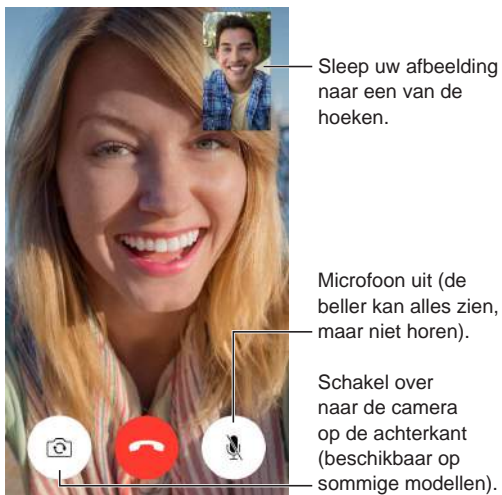 Sleep uw afbeelding
naar een van de
hoeken.
Microfoon uit (de
beller kan alles zien,
maar niet horen).
Schakel over
naar de camera
op de achterkant
(beschikbaar op
sommige modellen).